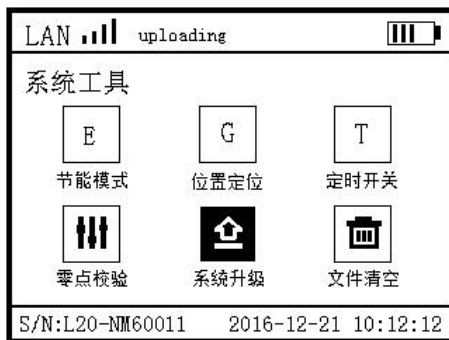 LAN uploading
系统工具
E G T
节能模式 位置定位 定时开关
零点校验 系统升级 文件清空
S/N:L20-NM60011 2016-12-21 10:12:12